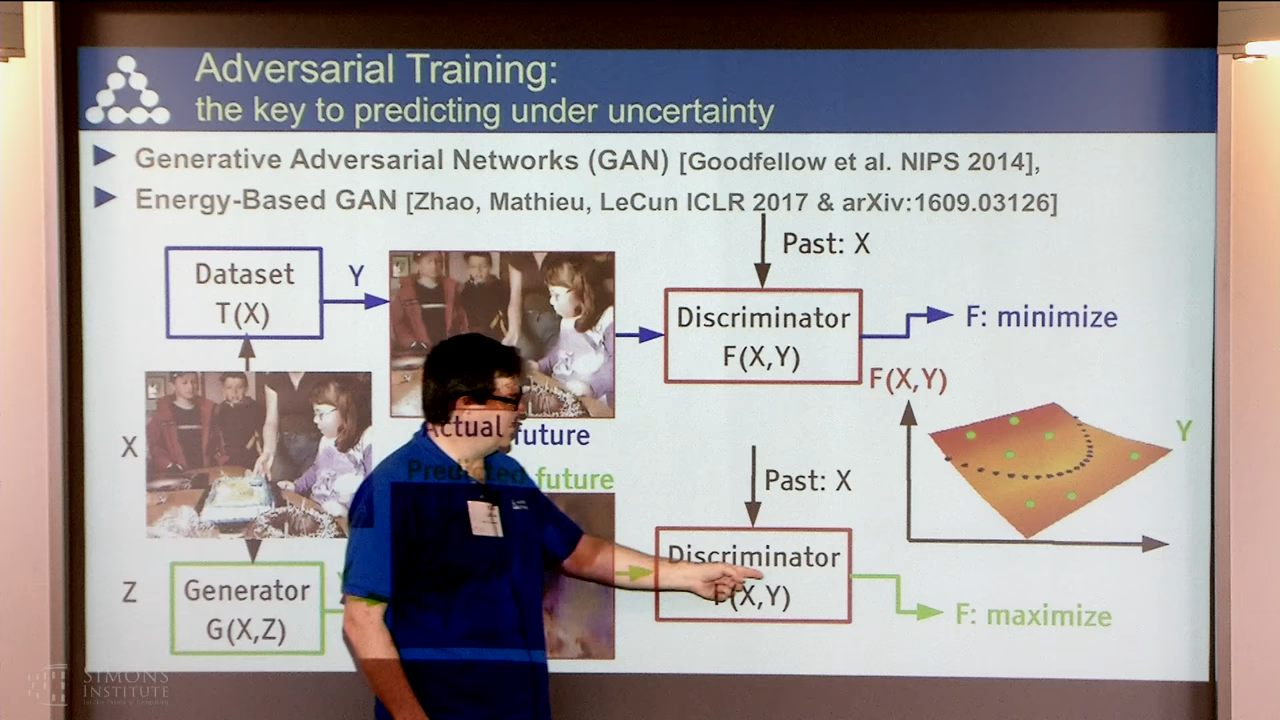 Adversarial Training:
the key to predicting under uncertainty
Generative Adversarial Networks (GAN) [Goodfellow et al. NIPS 2014],
Energy-Based GAN [Zhao, Mathieu, LeCun ICLR 2017 & arXiv:1609.03126]
Past: X
Dataset
T(X)
Y
Discriminator
F(X,Y)
F: minimize
F(X,Y)
Y
X
Actual future
Predicted future
Past: X
Z
Generator
G(X,Z)
Discriminator
F(X,Y)
F: maximize
SIMONS
INSTITUTE